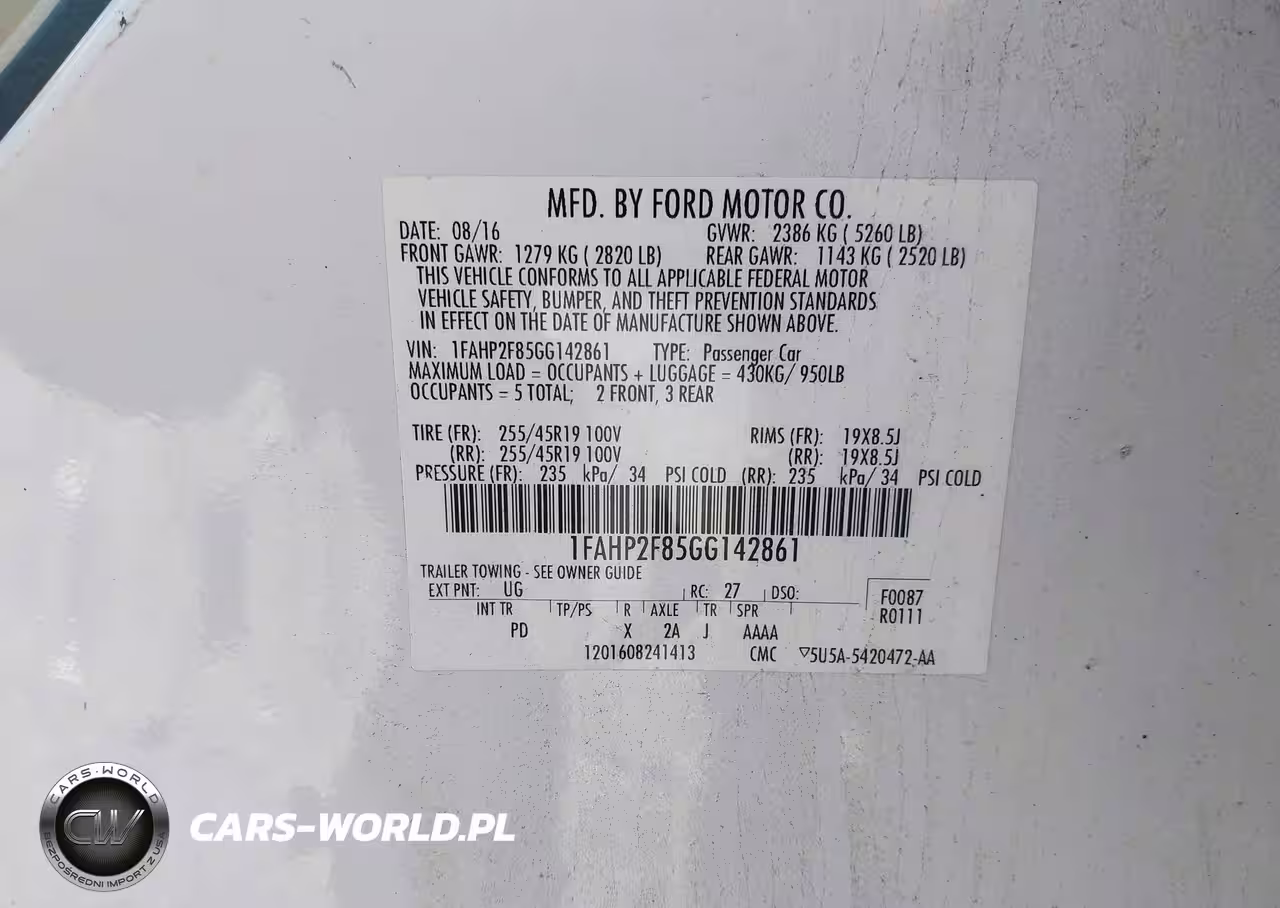 MFD. BY FORD MOTOR CO.
DATE: 08/16 GVWR: 2386 KG ( 5260 LB)
FRONT GAWR: 1279 KG ( 2820 LB) REAR GAWR: 1143 KG ( 2520 LB)
THIS VEHICLE CONFORMS TO ALL APPLICABLE FEDERAL MOTOR
VEHICLE SAFETY, BUMPER, AND THEFT PREVENTION STANDARDS
IN EFFECT ON THE DATE OF MANUFACTURE SHOWN ABOVE.
VIN: 1FAHP2F85GG142861 TYPE: Passenger Car
MAXIMUM LOAD = OCCUPANTS + LUGGAGE = 430KG/ 950LB
OCCUPANTS = 5 TOTAL; 2 FRONT, 3 REAR
TIRE (FR): 255/45R19 100V RIMS (FR): 19X8.5J
(RR): 255/45R19 100V (RR): 19X8.5J
PRESSURE (FR): 235 kPa/ 34 PSI COLD (RR): 235 kPa/ 34 PSI COLD
1FAHP2F85GG142861
TRAILER TOWING - SEE OWNER GUIDE
EXT PNT: UG RC: 27 DSO:
F0087
R0111
INT TR TP/PS R AXLE TR SPR
PD X 2A J AAAA
1201608241413 CMC ▽5U5A-5420472-AA
CARS-WORLD
CW
BEZPOŚREDNI IMPORT Z USA
CARS-WORLD.PL